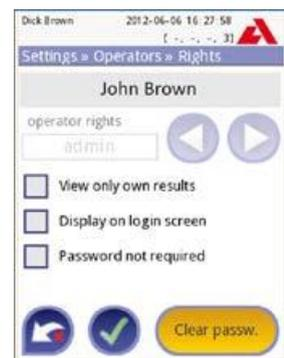 Dick Brown 2012-06-06 16:27:58
[ -, -, -, 3]
Settings » Operators » Rights
John Brown
operator rights
admin
View only own results
Display on login screen
Password not required
Clear passw.